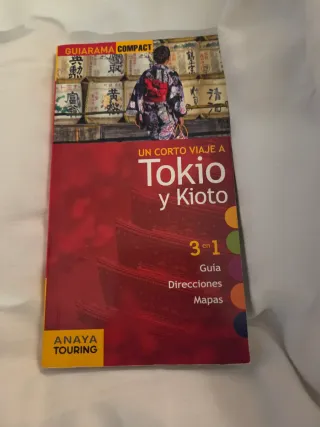 GUIARAMA COMPACT
UN CORTO VIAJE A
Tokio
y Kioto
3 en 1
Guía
Direcciones
Mapas
ANAYA
TOURING